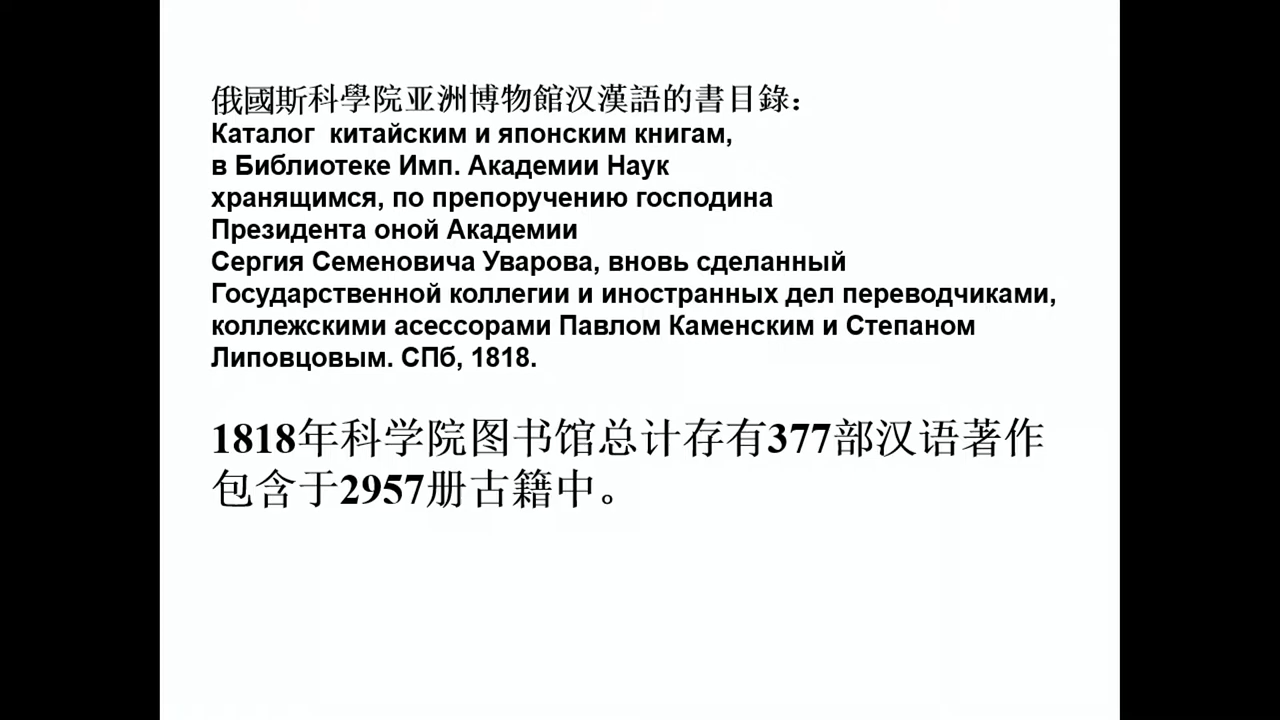 俄國斯科學院亚洲博物館汉漢語的書目錄：
Каталог китайским и японским книгам,
в Библиотеке Имп. Академии Наук
хранящимся, по препоручению господина
Президента оной Академии
Сергия Семеновича Уварова, вновь сделанный
Государственной коллегии и иностранных дел переводчиками,
коллежскими асессорами Павлом Каменским и Степаном
Липовцовым. СПб, 1818.
1818年科学院图书馆总计存有377部汉语著作
包含于2957册古籍中。